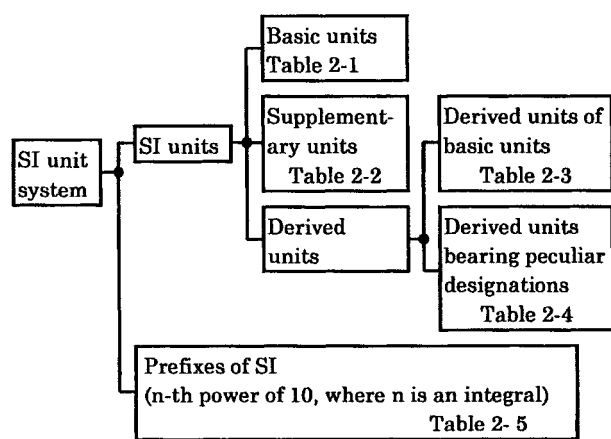 SI unit
system
SI units
Basic units
Table 2-1
Supplement-
ary units
Table 2-2
Derived
units
Derived units of
basic units
Table 2-3
Derived units
bearing peculiar
designations
Table 2-4
Prefixes of SI
(n-th power of 10, where n is an integral)
Table 2- 5